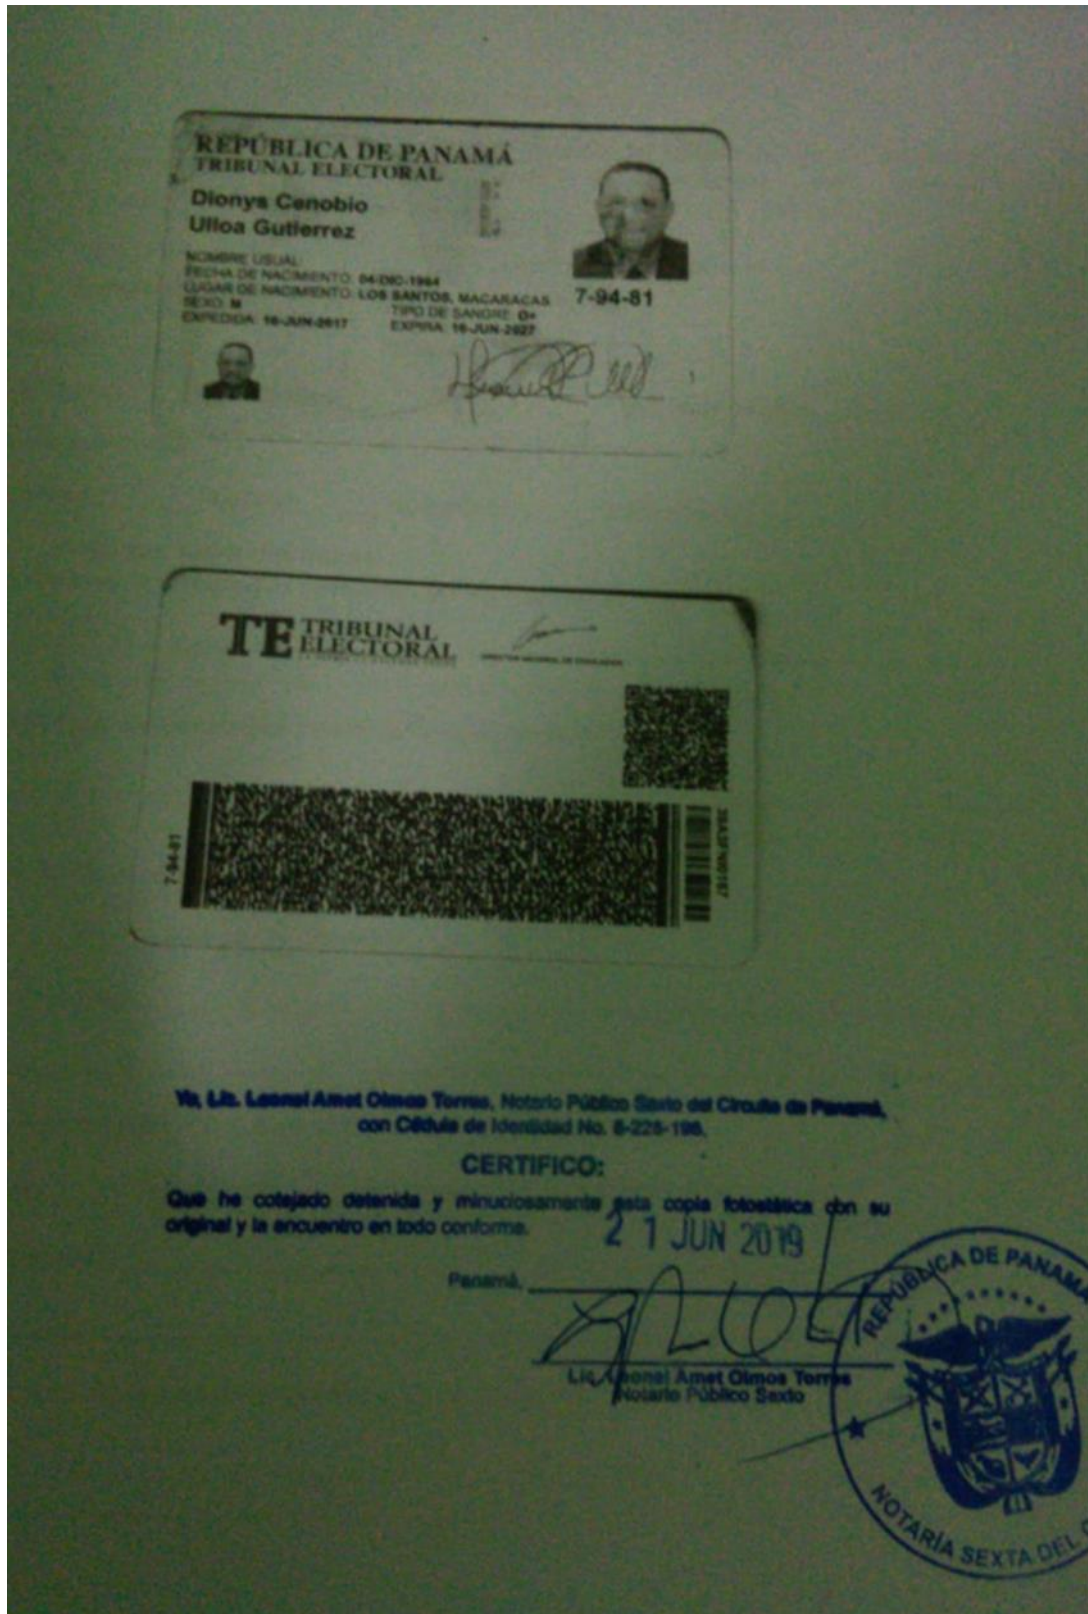 REPÚBLICA DE PANAMÁ
TRIBUNAL ELECTORAL
Dionys Cenobio
Ulloa Gutierrez
NOMBRE USUAL:
FECHA DE NACIMIENTO: 04-DIC-1964
LUGAR DE NACIMIENTO: LOS SANTOS, MACARACAS
SEXO: M TIPO DE SANGRE: O+
EXPEDIDA: 16-JUN-2017 EXPIRA: 16-JUN-2027
7-94-81
TE TRIBUNAL
ELECTORAL
7-94-81
Yo, Lic. Leonel Amet Olmos Torres, Notario Público Sexto del Circuito de Panamá,
con Cédula de Identidad No. 8-225-198,
CERTIFICO:
Que he cotejado detenida y minuciosamente esta copia fotostática con su
original y la encuentro en todo conforme.
21 JUN 2019
Panamá,
Lic. Leonel Amet Olmos Torres
Notario Público Sexto
REPÚBLICA DE PANAMÁ
NOTARÍA SEXTA DEL